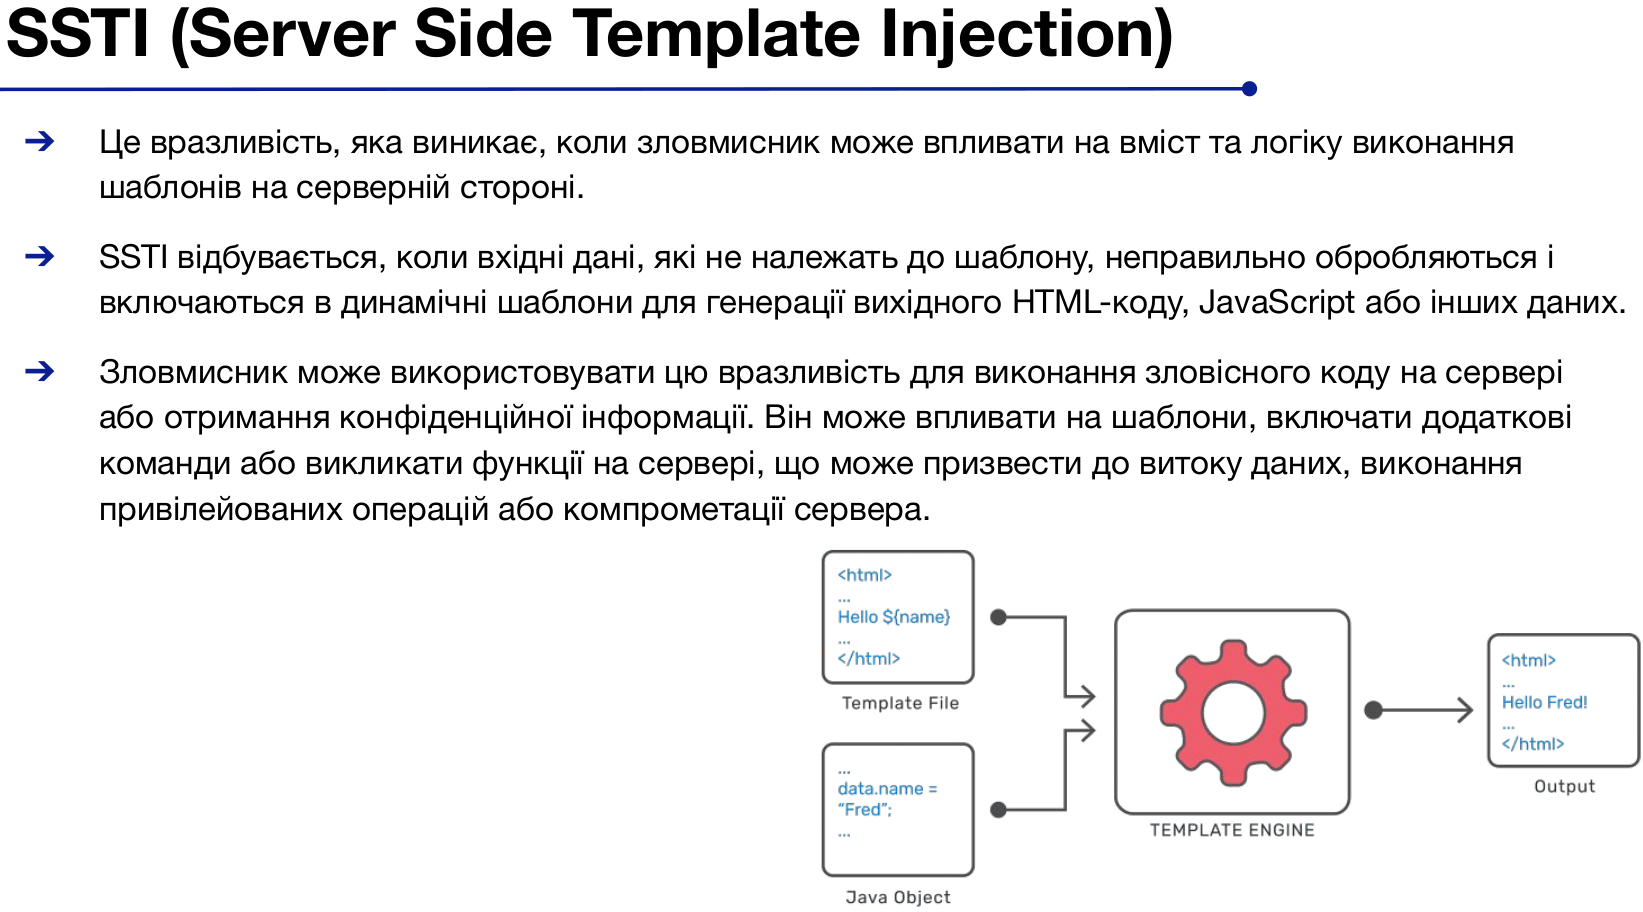 SSTI (Server Side Template Injection)
➔ Це вразливість, яка виникає, коли зловмисник може впливати на вміст та логіку виконання
шаблонів на серверній стороні.
➔ SSTI відбувається, коли вхідні дані, які не належать до шаблону, неправильно обробляються і
включаються в динамічні шаблони для генерації вихідного HTML-коду, JavaScript або інших даних.
➔ Зловмисник може використовувати цю вразливість для виконання зловісного коду на сервері
або отримання конфіденційної інформації. Він може впливати на шаблони, включати додаткові
команди або викликати функції на сервері, що може призвести до витоку даних, виконання
привілейованих операцій або компрометації сервера.
<html>
...
Hello ${name}
...
</html>
Template File
...
data.name =
“Fred”;
...
Java Object
TEMPLATE ENGINE
<html>
...
Hello Fred!
...
</html>
Output